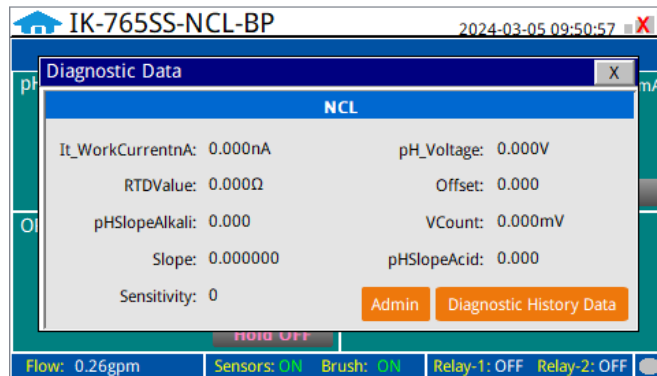 IK-765SS-NCL-BP 2024-03-05 09:50:57 X
Diagnostic Data X
NCL
It_WorkCurrentnA: 0.000nA pH_Voltage: 0.000V
RTDValue: 0.000Ω Offset: 0.000
pHSlopeAlkali: 0.000 VCount: 0.000mV
Slope: 0.000000 pHSlopeAcid: 0.000
Sensitivity: 0 Admin Diagnostic History Data
Hold OFF
Flow: 0.26gpm Sensors: ON Brush: ON Relay-1: OFF Relay-2: OFF